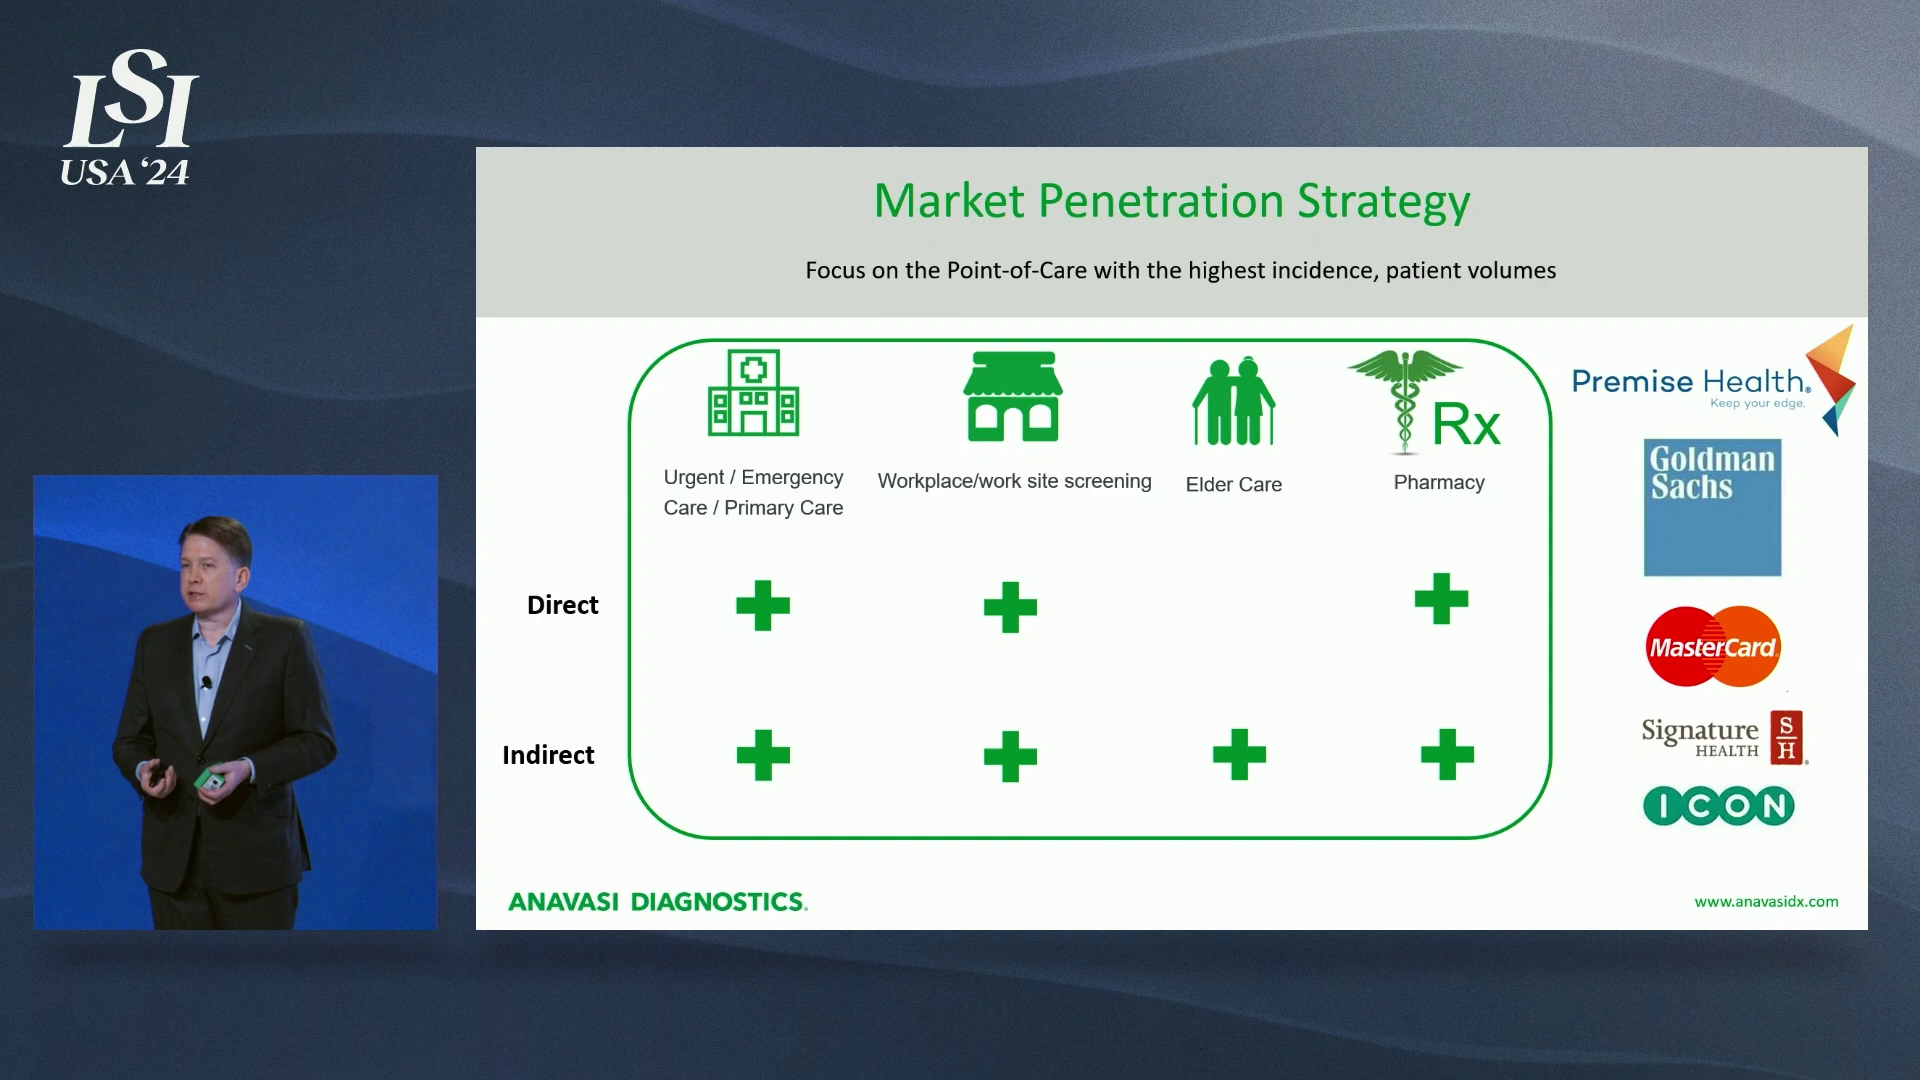 LSI
USA '24
Market Penetration Strategy
Focus on the Point-of-Care with the highest incidence, patient volumes
Rx
Urgent / Emergency
Care / Primary Care
Workplace/work site screening
Elder Care
Pharmacy
Direct
Indirect
Premise Health®
Keep your edge.
Goldman
Sachs
MasterCard
Signature
HEALTH
S
H
ICON
ANAVASI DIAGNOSTICS
www.anavasidx.com